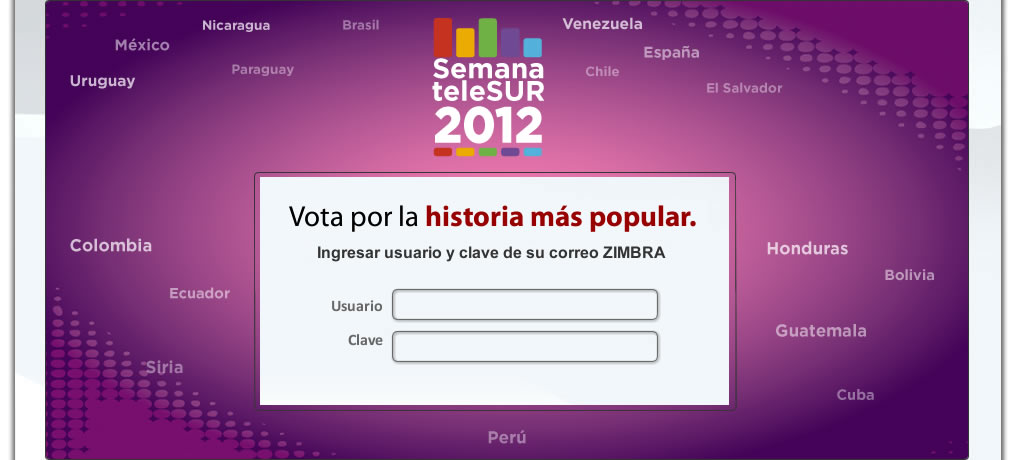 Nicaragua
Brasil
Venezuela
México
España
Uruguay
Paraguay
Chile
El Salvador
Semana
teleSUR
2012
Vota por la historia más popular.
Ingresar usuario y clave de su correo ZIMBRA
Colombia
Honduras
Ecuador
Bolivia
Usuario
Clave
Guatemala
Siria
Cuba
Perú